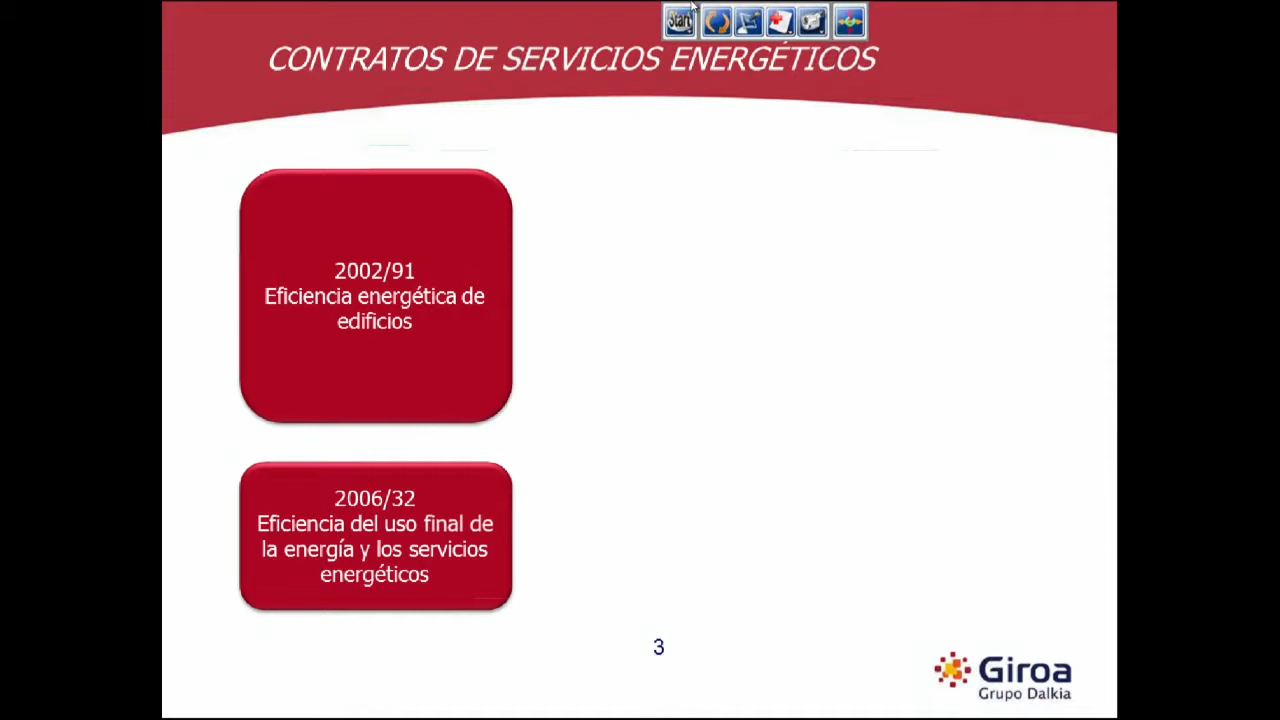 Start
CONTRATOS DE SERVICIOS ENERGÉTICOS
2002/91
Eficiencia energética de
edificios
2006/32
Eficiencia del uso final de
la energía y los servicios
energéticos
3
Giroa
Grupo Dalkia